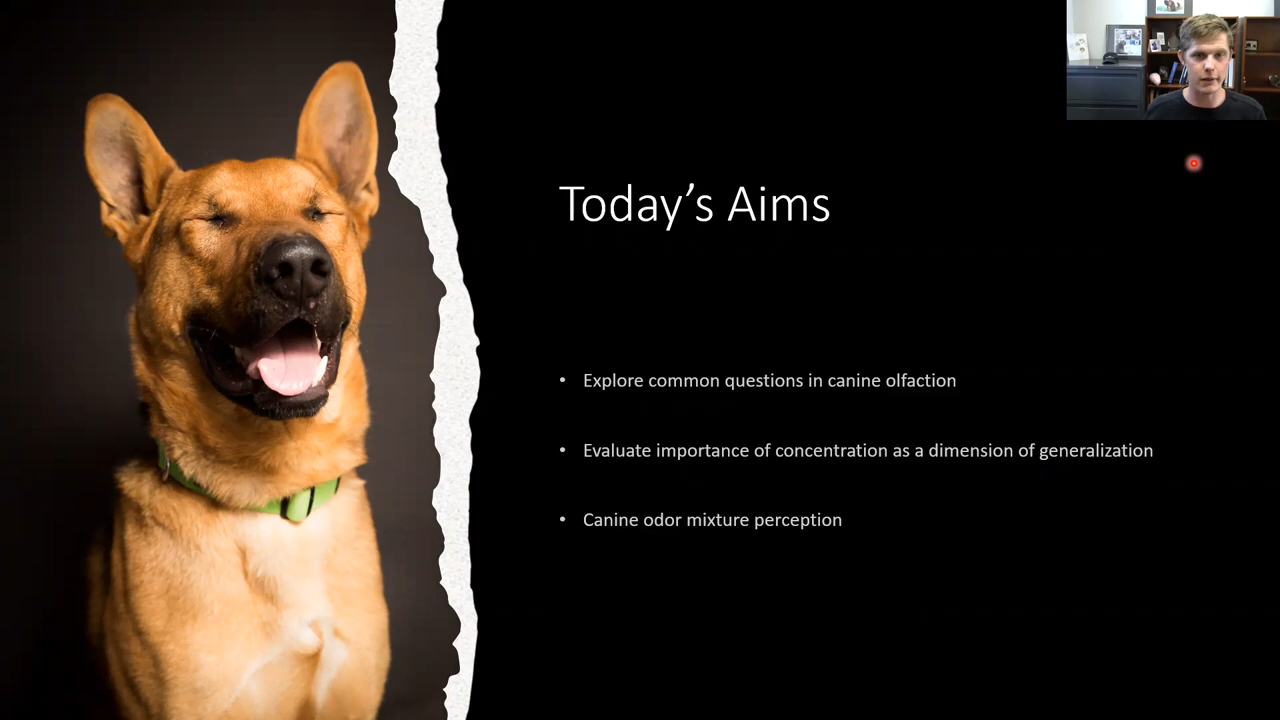 Today’s Aims
• Explore common questions in canine olfaction
• Evaluate importance of concentration as a dimension of generalization
• Canine odor mixture perception